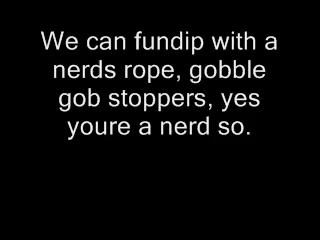 We can fundip with a
nerds rope, gobble
gob stoppers, yes
youre a nerd so.